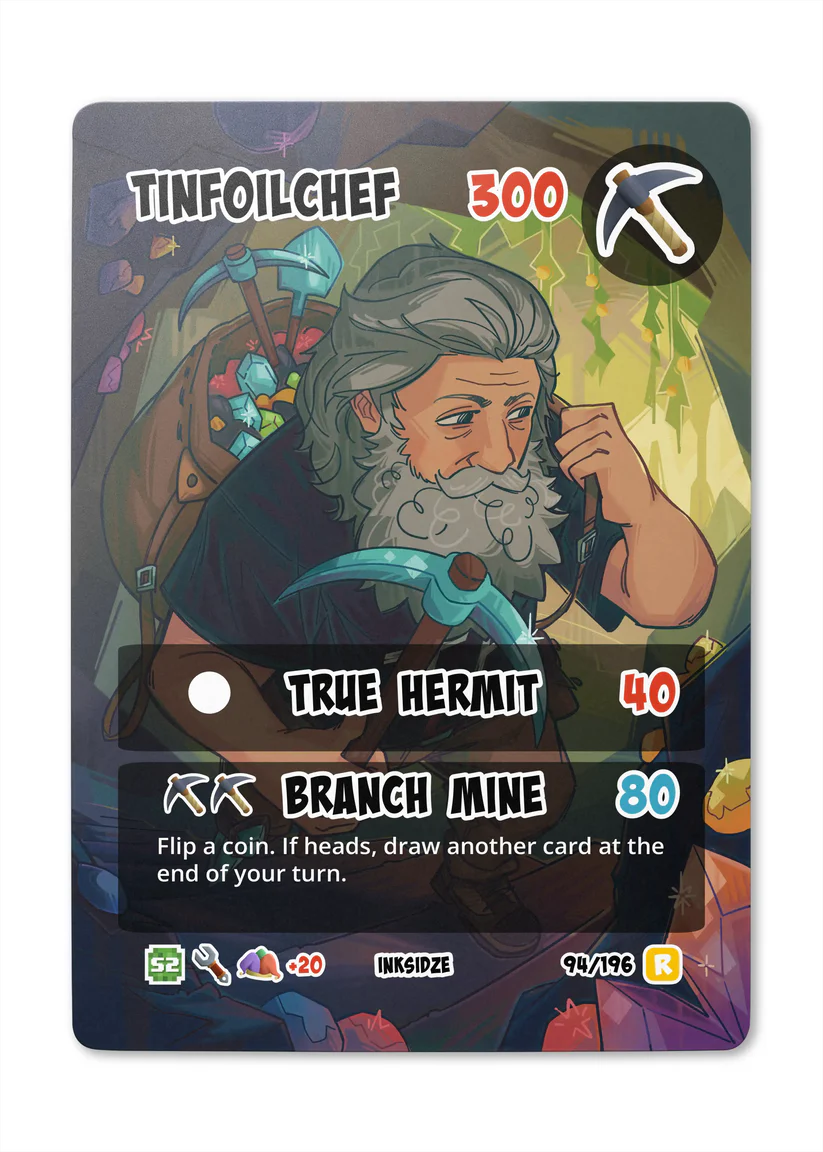 TINFOILCHEF 300
TRUE HERMIT 40
BRANCH MINE 80
Flip a coin. If heads, draw another card at the
end of your turn.
S2 +20 INKSIDZE 94/196 R